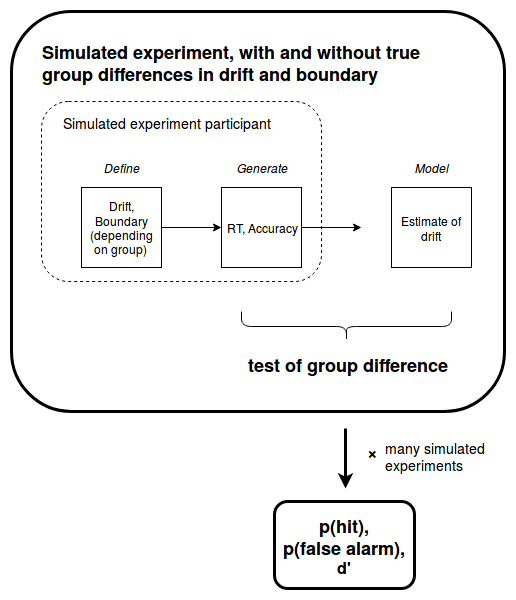 Simulated experiment, with and without true
group differences in drift and boundary
Simulated experiment participant
Define
Generate
Model
Drift,
Boundary
(depending
on group)
RT, Accuracy
Estimate of
drift
test of group difference
× many simulated
experiments
p(hit),
p(false alarm),
d'